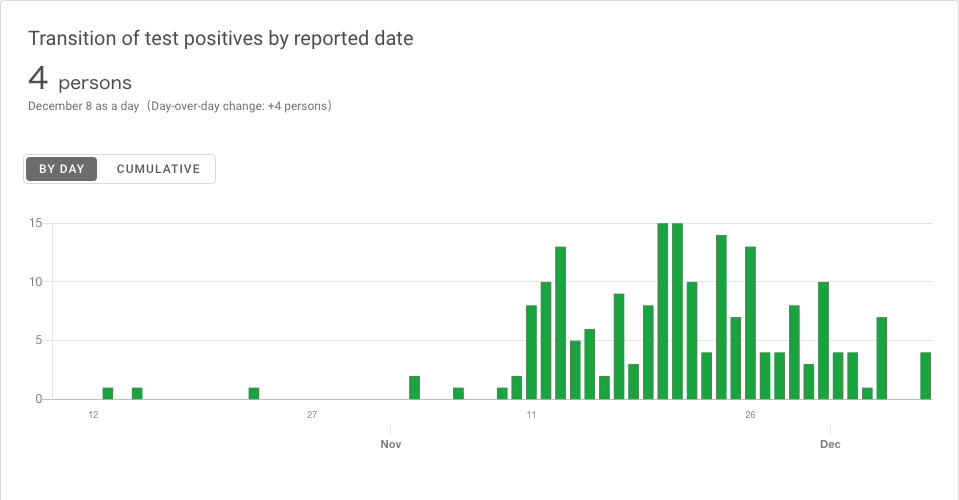 Transition of test positives by reported date
4 persons
December 8 as a day（Day-over-day change: +4 persons）
BY DAY CUMULATIVE
15
10
5
0
12 27 11 26
Nov Dec